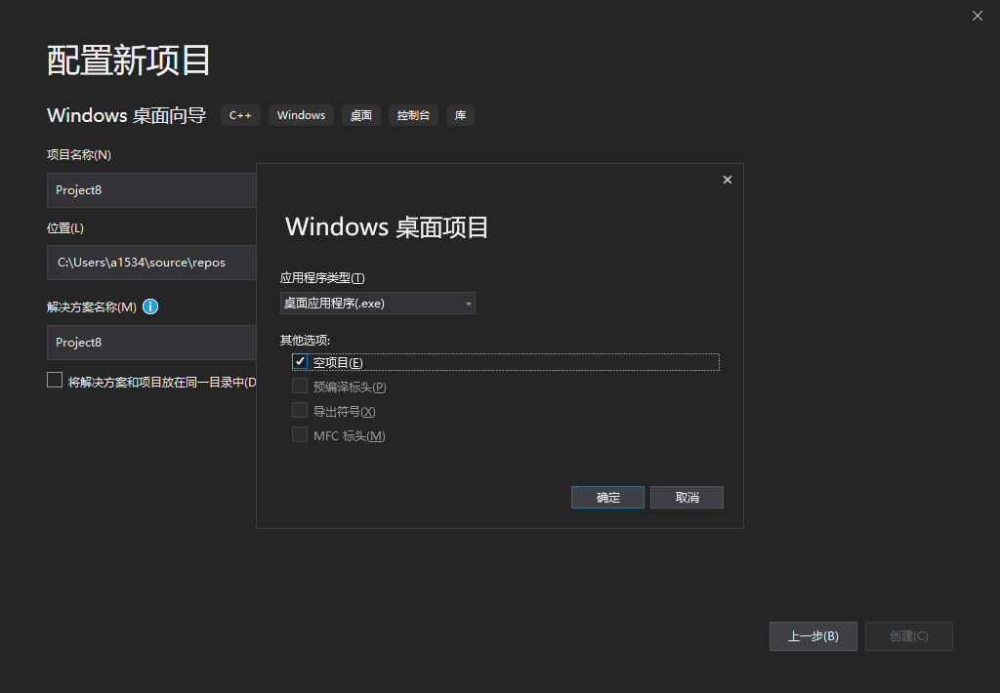 配置新项目
Windows 桌面向导 C++ Windows 桌面 控制台 库
项目名称(N)
Project8
位置(L)
C:\Users\a1534\source\repos
解决方案名称(M)
Project8
将解决方案和项目放在同一目录中(D
Windows 桌面项目
应用程序类型(T)
桌面应用程序(.exe)
其他选项:
空项目(E)
预编译标头(P)
导出符号(X)
MFC 标头(M)
确定 取消
上一步(B) 创建(C)